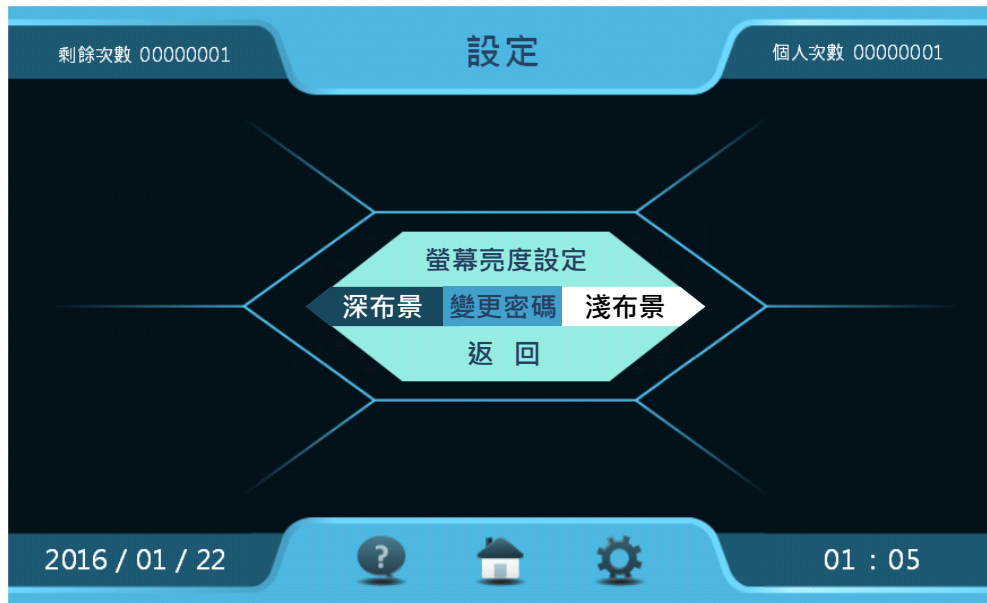 剩餘次數 00000001
設定
個人次數 00000001
螢幕亮度設定
深布景 變更密碼 淺布景
返 回
2016 / 01 / 22
?
01 : 05